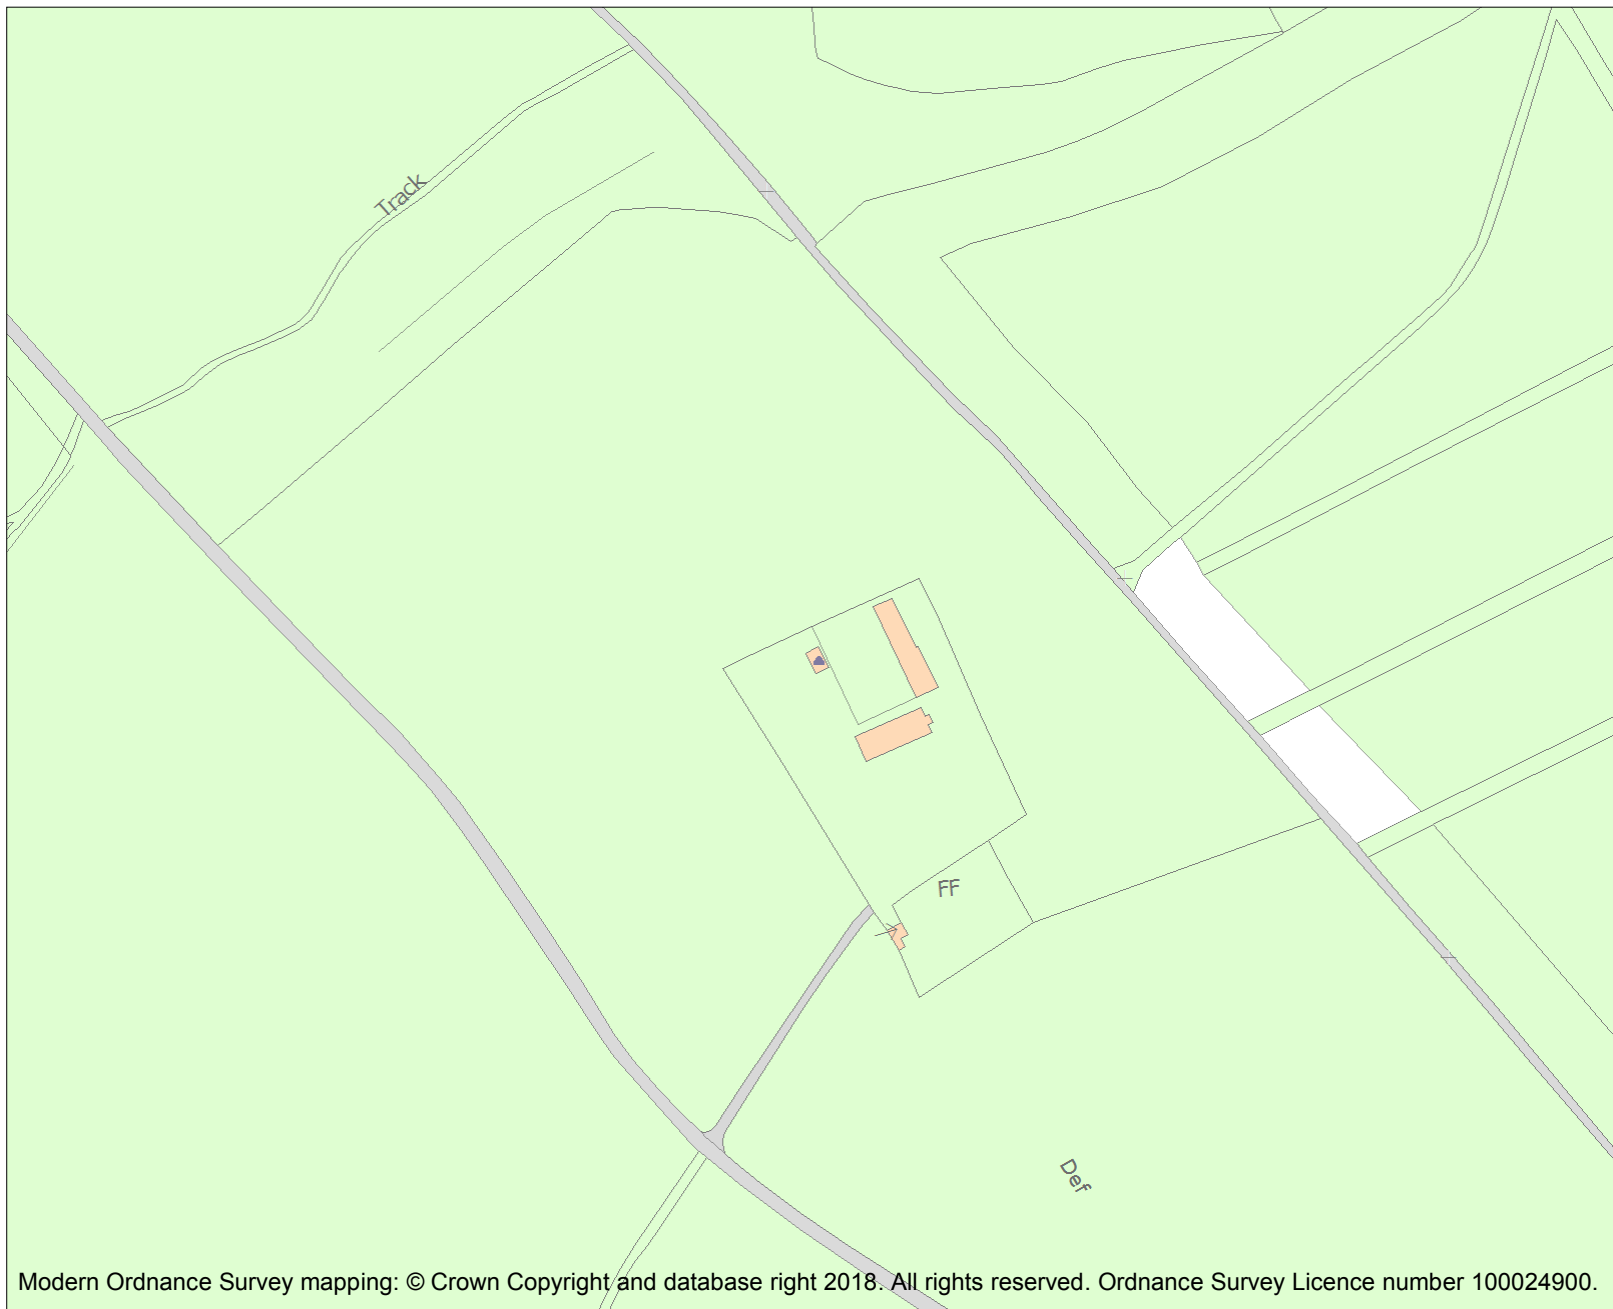 Track
FF
Def
Modern Ordnance Survey mapping: © Crown Copyright and database right 2018. All rights reserved. Ordnance Survey Licence number 100024900.